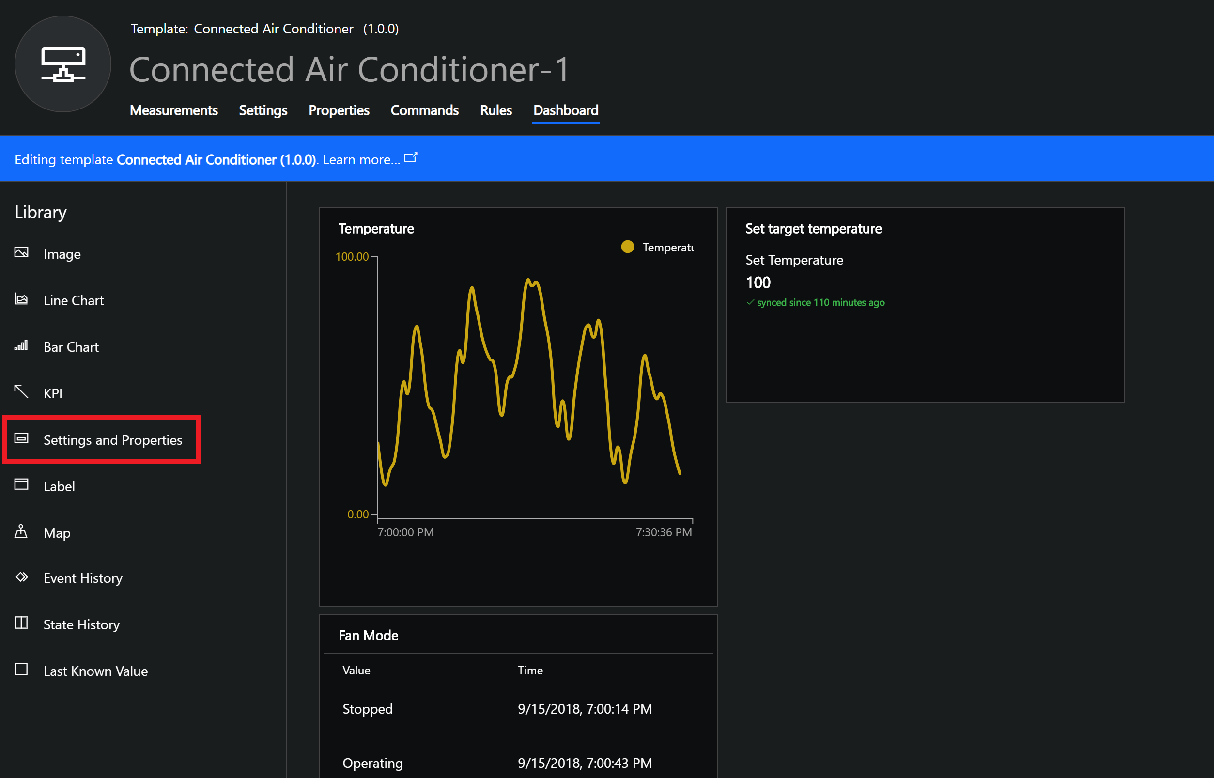 Template: Connected Air Conditioner (1.0.0)
Connected Air Conditioner-1
Measurements Settings Properties Commands Rules Dashboard
Editing template Connected Air Conditioner (1.0.0). Learn more...
Library
Image
Line Chart
Bar Chart
KPI
Settings and Properties
Label
Map
Event History
State History
Last Known Value
Temperature
Temperatu
100.00
0.00
7:00:00 PM 7:30:36 PM
Set target temperature
Set Temperature
100
synced since 110 minutes ago
Fan Mode
Value Time
Stopped 9/15/2018, 7:00:14 PM
Operating 9/15/2018, 7:00:43 PM